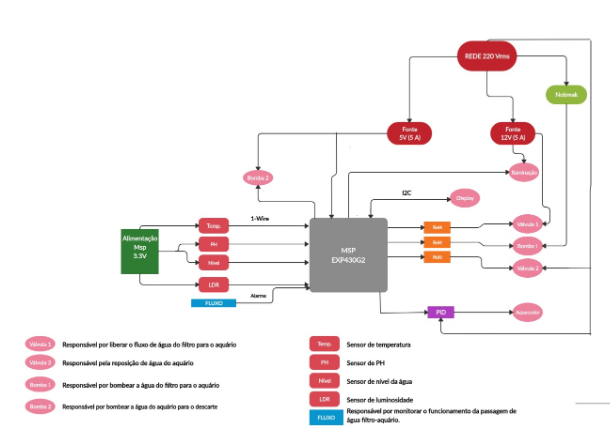 REDE 220 Vrms
Nobreak
Fonte
5V (5 A)
Fonte
12V (5 A)
Iluminação
Bomba 2
I2C
Display
1-Wire
Temp.
PH
Nível
LDR
FLUXO
Alarme
Alimentação
Msp
3.3V
MSP
EXP430G2
Relé
Relé
Relé
Válvula 1
Bomba 1
Válvula 2
PID
Aquecedor
Válvula 1 Responsável por liberar o fluxo de água do filtro para o aquário
Válvula 2 Responsável pela reposição de água do aquário
Bomba 1 Responsável por bombear a água do filtro para o aquário
Bomba 2 Responsável por bombear a água do aquário para o descarte
Temp. Sensor de temperatura
PH Sensor de PH
Nível Sensor de nível da água
LDR Sensor de luminosidade
FLUXO Responsável por monitorar o funcionamento da passagem de
água filtro-aquário.